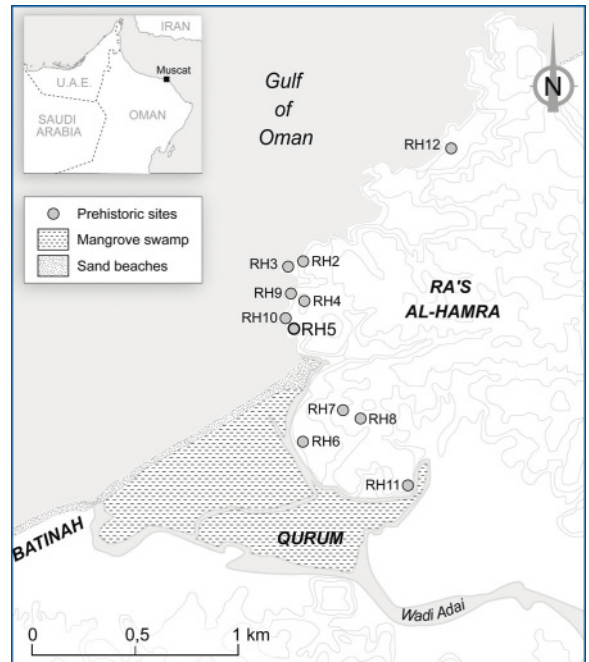 IRAN
Muscat
U.A.E.
SAUDI
ARABIA
OMAN
Gulf
of
Oman
N
RH12
Prehistoric sites
Mangrove swamp
Sand beaches
RH3
RH2
RH9
RH4
RH10
RH5
RA'S
AL-HAMRA
RH7
RH8
RH6
RH11
BATINAH
QURUM
Wadi Adai
0 0,5 1 km